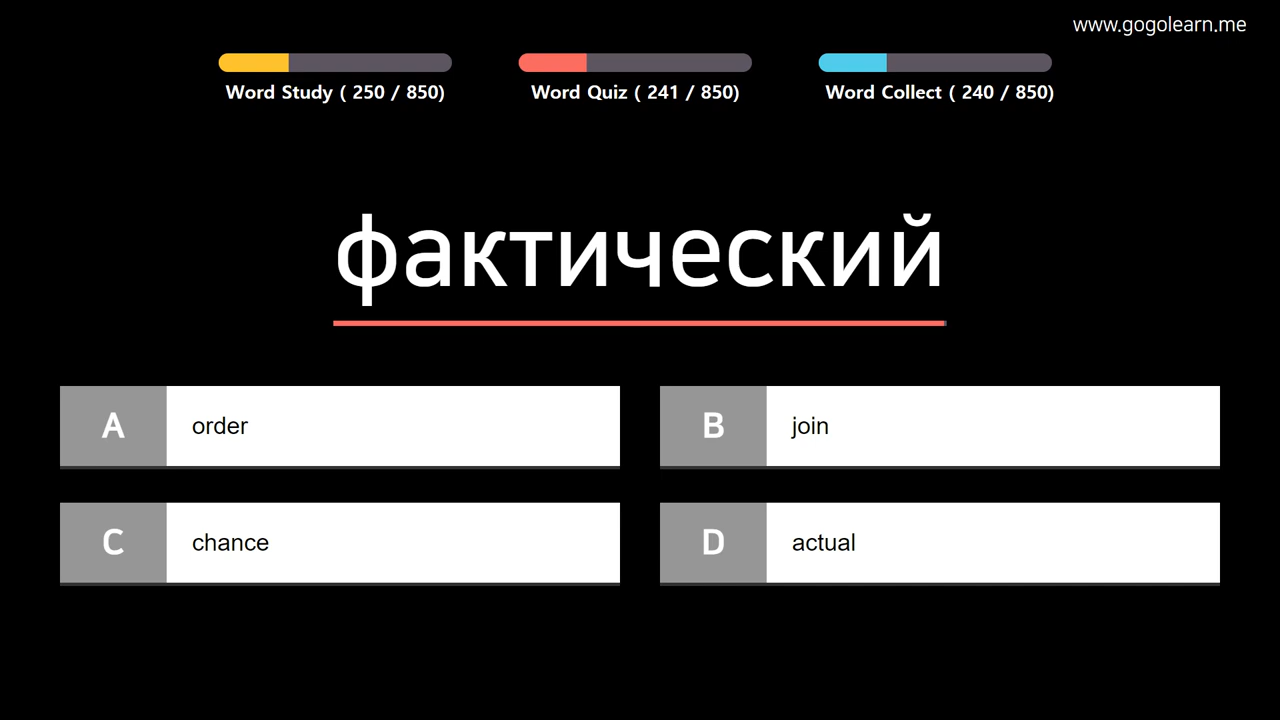 www.gogolearn.me
Word Study ( 250 / 850)
Word Quiz ( 241 / 850)
Word Collect ( 240 / 850)
фактический
A order
B join
C chance
D actual